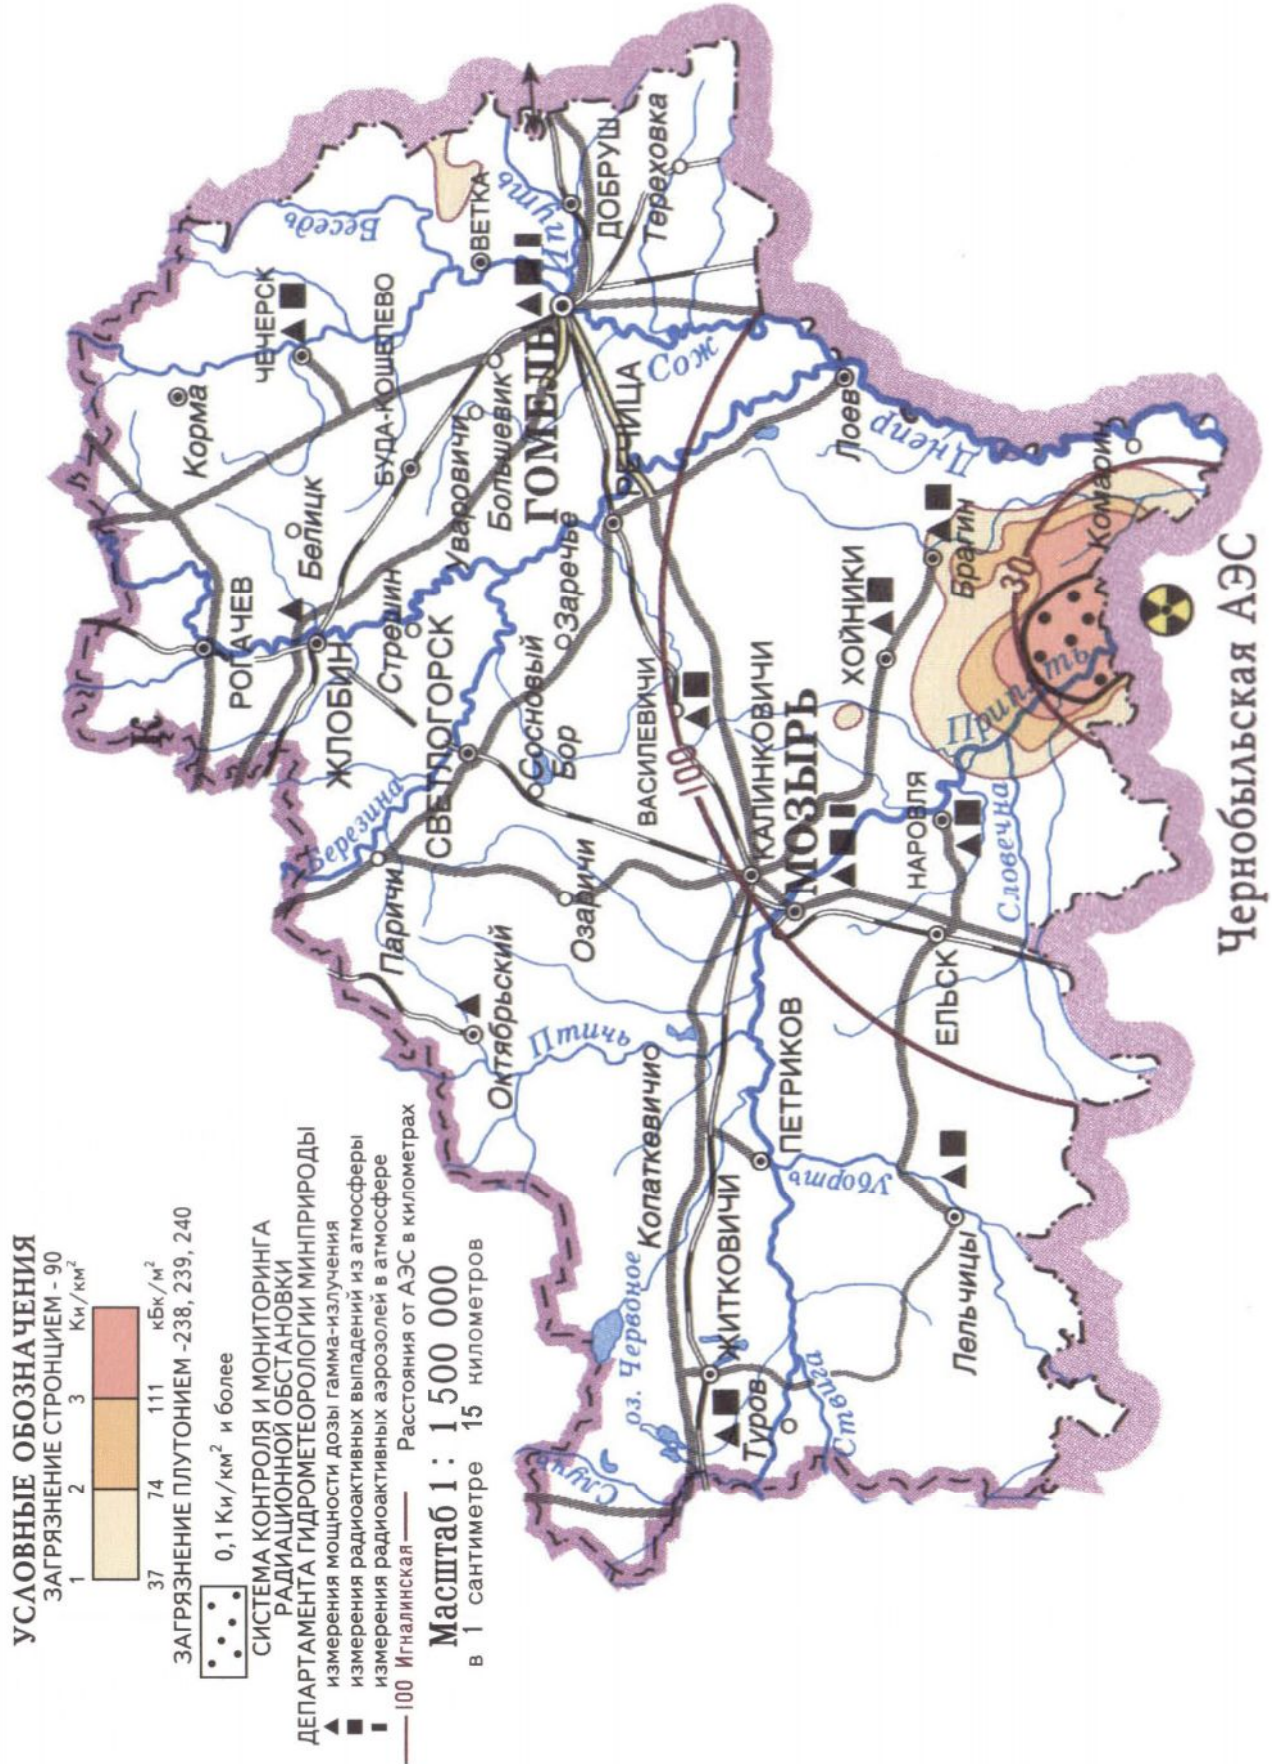 УСЛОВНЫЕ ОБОЗНАЧЕНИЯ
ЗАГРЯЗНЕНИЕ СТРОНЦИЕМ - 90
1 2 3 Ки/км²
37 74 111 кБк/м²
ЗАГРЯЗНЕНИЕ ПЛУТОНИЕМ -238, 239, 240
0,1 Ки/км² и более
СИСТЕМА КОНТРОЛЯ И МОНИТОРИНГА
РАДИАЦИОННОЙ ОБСТАНОВКИ
ДЕПАРТАМЕНТА ГИДРОМЕТЕОРОЛОГИИ МИНПРИРОДЫ
измерения мощности дозы гамма-излучения
измерения радиоактивных выпадений из атмосферы
измерения радиоактивных аэрозолей в атмосфере
100 Игналинская Расстояния от АЭС в километрах
Масштаб 1 : 1 500 000
в 1 сантиметре 15 километров
К
РОГАЧЕВ
Корма
ЧЕЧЕРСК
Беседь
Белицк
ЖЛОБИН
БУДА-КОШЕЛЕВО
Стрешин
Уваровичи
ВЕТКА
Березина
СВЕТЛОГОРСК
Большевик
Паричи
ГОМЕЛЬ
Ипуть
Октябрьский
Сосновый
Бор
Заречье
ДОБРУШ
Озаричи
Птичь
РЕЧИЦА
Тереховка
Случь
оз. Червоное
Копаткевичи
ВАСИЛЕВИЧИ
Сож
100
ЖИТКОВИЧИ
КАЛИНКОВИЧИ
Туров
ПЕТРИКОВ
МОЗЫРЬ
Ствига
Уборть
ХОЙНИКИ
Лоев
Днепр
НАРОВЛЯ
Брагин
Лельчицы
ЕЛЬСК
Словечна
Припять
30
Комарин
Чернобыльская АЭС